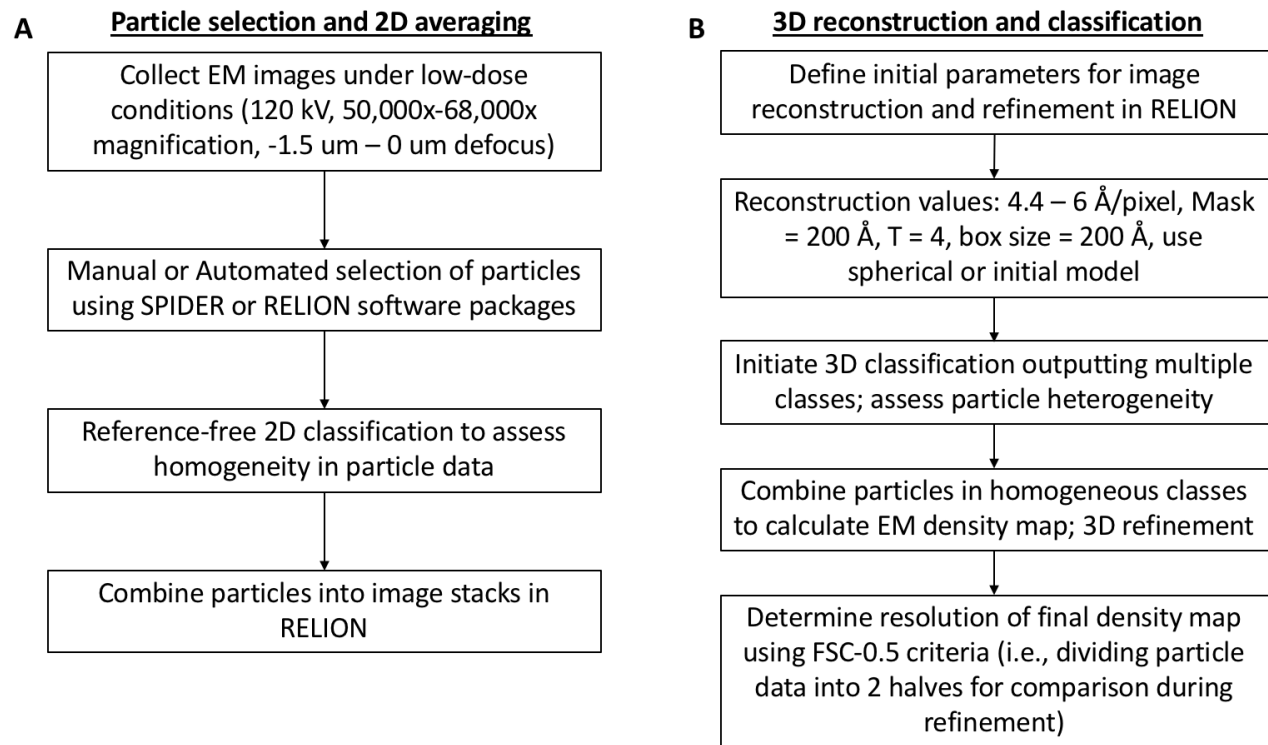 A
Particle selection and 2D averaging
Collect EM images under low-dose
conditions (120 kV, 50,000x-68,000x
magnification, -1.5 um – 0 um defocus)
Manual or Automated selection of particles
using SPIDER or RELION software packages
Reference-free 2D classification to assess
homogeneity in particle data
Combine particles into image stacks in
RELION
B
3D reconstruction and classification
Define initial parameters for image
reconstruction and refinement in RELION
Reconstruction values: 4.4 – 6 Å/pixel, Mask
= 200 Å, T = 4, box size = 200 Å, use
spherical or initial model
Initiate 3D classification outputting multiple
classes; assess particle heterogeneity
Combine particles in homogeneous classes
to calculate EM density map; 3D refinement
Determine resolution of final density map
using FSC-0.5 criteria (i.e., dividing particle
data into 2 halves for comparison during
refinement)